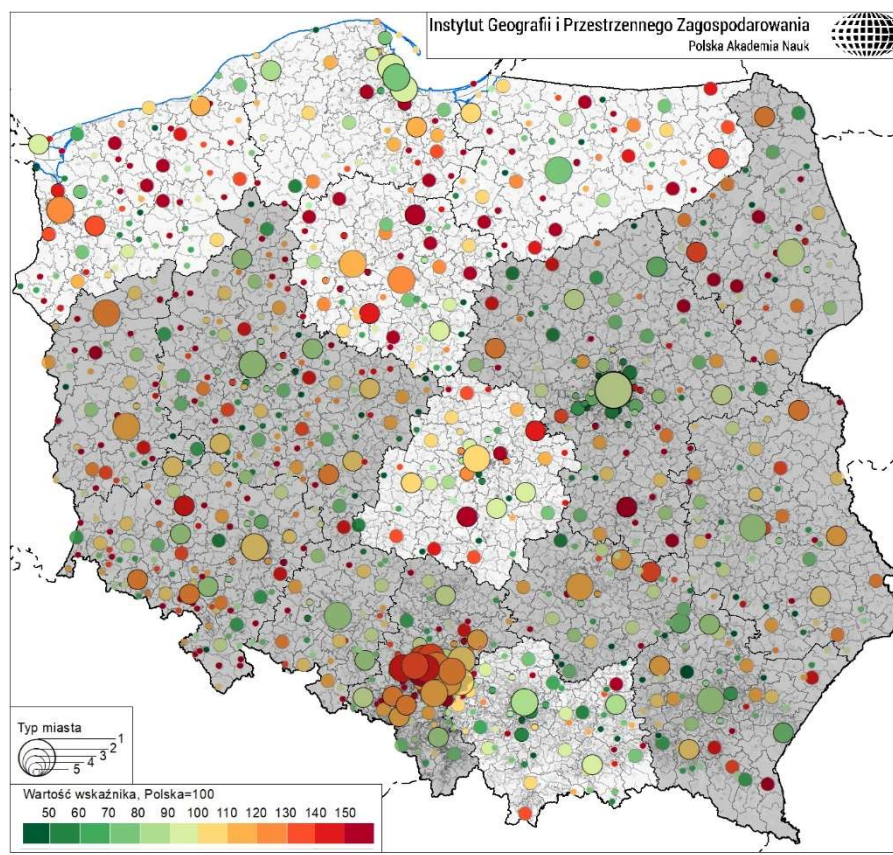 Instytut Geografii i Przestrzennego Zagospodarowania
Polska Akademia Nauk
Typ miasta
1
2
3
4
5
Wartość wskaźnika, Polska=100
50 60 70 80 90 100 110 120 130 140 150